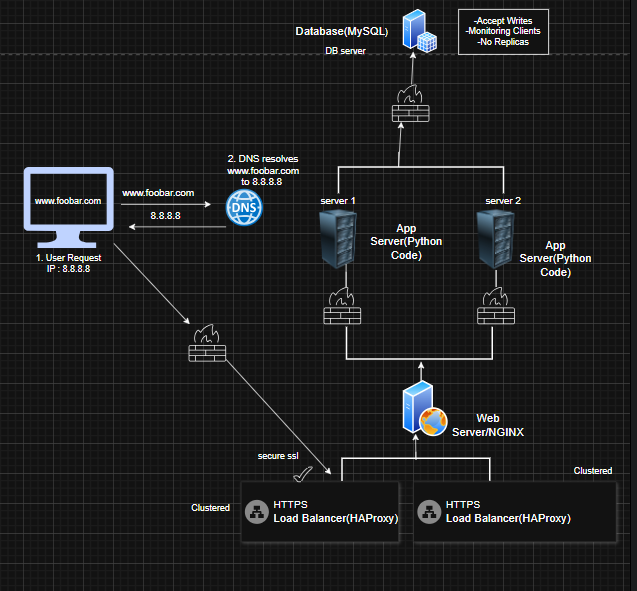 Database(MySQL)
DB server
-Accept Writes
-Monitoring Clients
-No Replicas
2. DNS resolves
www.foobar.com
to 8.8.8.8
www.foobar.com
www.foobar.com
DNS
8.8.8.8
1. User Request
IP : 8.8.8.8
server 1
App
Server(Python
Code)
server 2
App
Server(Python
Code)
Web
Server/NGINX
secure ssl
Clustered
HTTPS
Load Balancer(HAProxy)
Clustered
HTTPS
Load Balancer(HAProxy)